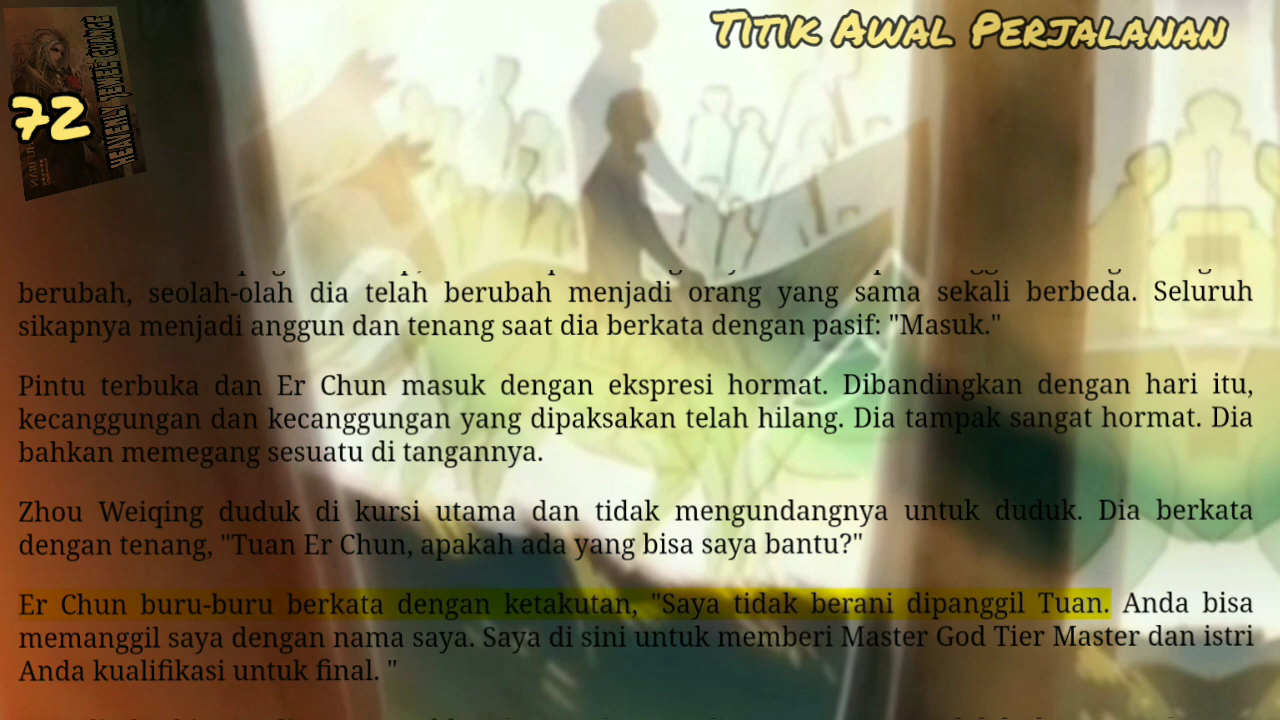 Titik Awal Perjalanan
72
HEAVENLY JEWEL CHANGE
berubah, seolah-olah dia telah berubah menjadi orang yang sama sekali berbeda. Seluruh
sikapnya menjadi anggun dan tenang saat dia berkata dengan pasif: "Masuk."
Pintu terbuka dan Er Chun masuk dengan ekspresi hormat. Dibandingkan dengan hari itu,
kecanggungan dan kecanggungan yang dipaksakan telah hilang. Dia tampak sangat hormat. Dia
bahkan memegang sesuatu di tangannya.
Zhou Weiqing duduk di kursi utama dan tidak mengundangnya untuk duduk. Dia berkata
dengan tenang, "Tuan Er Chun, apakah ada yang bisa saya bantu?"
Er Chun buru-buru berkata dengan ketakutan, "Saya tidak berani dipanggil Tuan. Anda bisa
memanggil saya dengan nama saya. Saya di sini untuk memberi Master God Tier Master dan istri
Anda kualifikasi untuk final. "